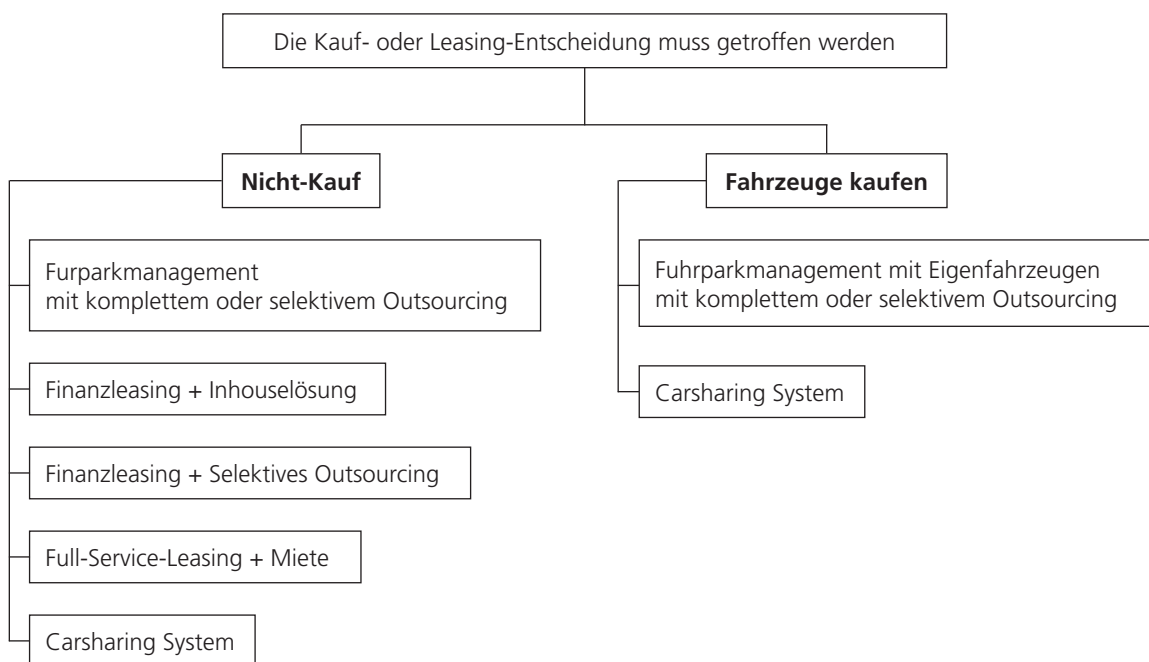 Die Kauf- oder Leasing-Entscheidung muss getroffen werden
Nicht-Kauf
Furparkmanagement
mit komplettem oder selektivem Outsourcing
Finanzleasing + Inhouselösung
Finanzleasing + Selektives Outsourcing
Full-Service-Leasing + Miete
Carsharing System
Fahrzeuge kaufen
Fuhrparkmanagement mit Eigenfahrzeugen
mit komplettem oder selektivem Outsourcing
Carsharing System